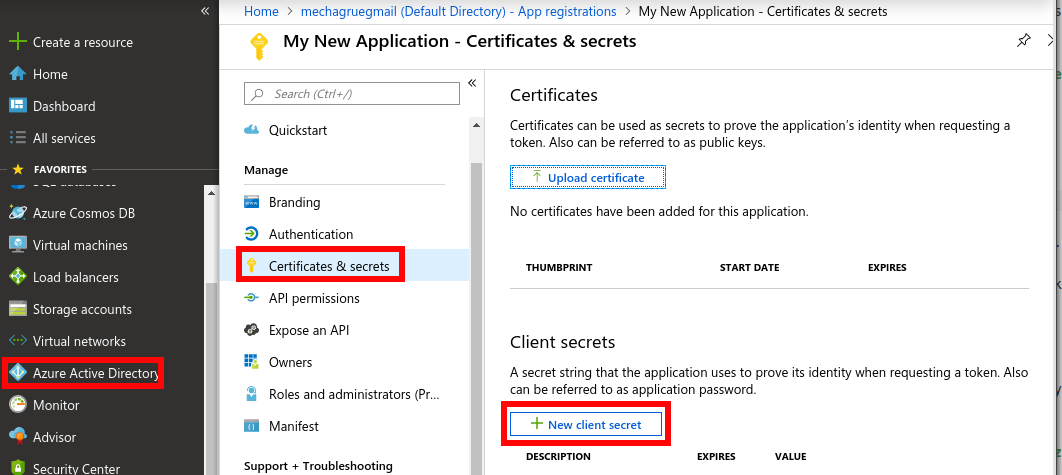 Home > mechagruegmail (Default Directory) - App registrations > My New Application - Certificates & secrets
My New Application - Certificates & secrets
Create a resource
Home
Dashboard
All services
FAVORITES
SQL databases
Azure Cosmos DB
Virtual machines
Load balancers
Storage accounts
Virtual networks
Azure Active Directory
Monitor
Advisor
Security Center
Search (Ctrl+/)
Quickstart
Manage
Branding
Authentication
Certificates & secrets
API permissions
Expose an API
Owners
Roles and administrators (Pr...
Manifest
Support + Troubleshooting
Certificates
Certificates can be used as secrets to prove the application's identity when requesting a
token. Also can be referred to as public keys.
Upload certificate
No certificates have been added for this application.
THUMBPRINT START DATE EXPIRES
Client secrets
A secret string that the application uses to prove its identity when requesting a token. Also
can be referred to as application password.
New client secret
DESCRIPTION EXPIRES VALUE